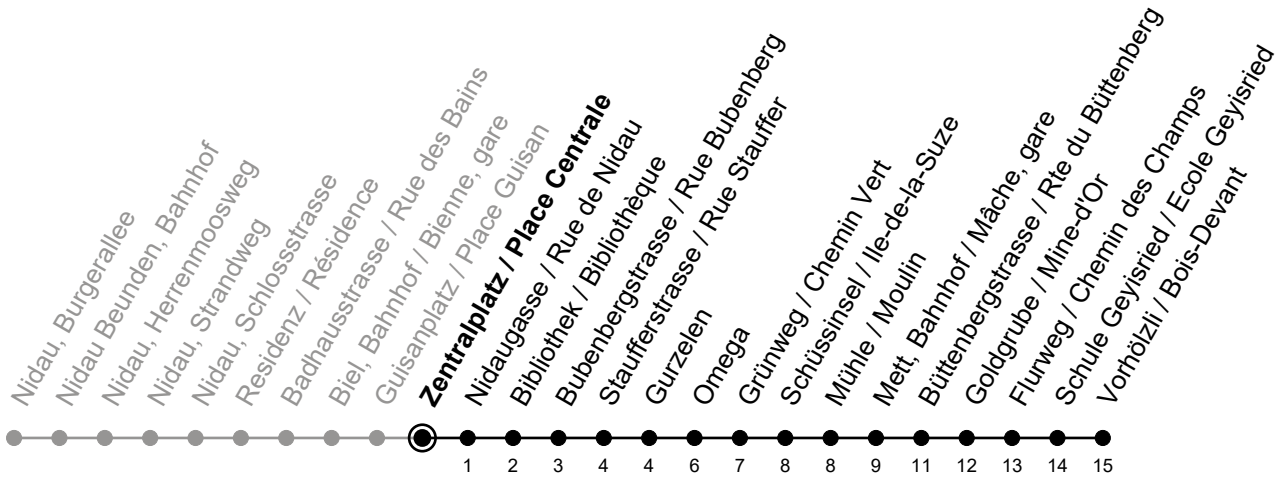 Nidau, Burgerallee
Nidau Beunden, Bahnhof
Nidau, Herrenmoosweg
Nidau, Strandweg
Nidau, Schlossstrasse
Residenz / Résidence
Badhausstrasse / Rue des Bains
Biel, Bahnhof / Bienne, gare
Guisanplatz / Place Guisan
Zentralplatz / Place Centrale
Nidaugasse / Rue de Nidau
Bibliothek / Bibliothèque
Bubenbergstrasse / Rue Bubenberg
Staufferstrasse / Rue Stauffer
Gurzelen
Omega
Grünweg / Chemin Vert
Schüssinsel / Ile-de-la-Suze
Mühle / Moulin
Mett, Bahnhof / Mâche, gare
Büttenbergstrasse / Rte du Büttenberg
Goldgrube / Mine-d'Or
Flurweg / Chemin des Champs
Schule Geyisried / Ecole Geyisried
Vorhölzli / Bois-Devant
1 2 3 4 4 6 7 8 8 9 11 12 13 14 15